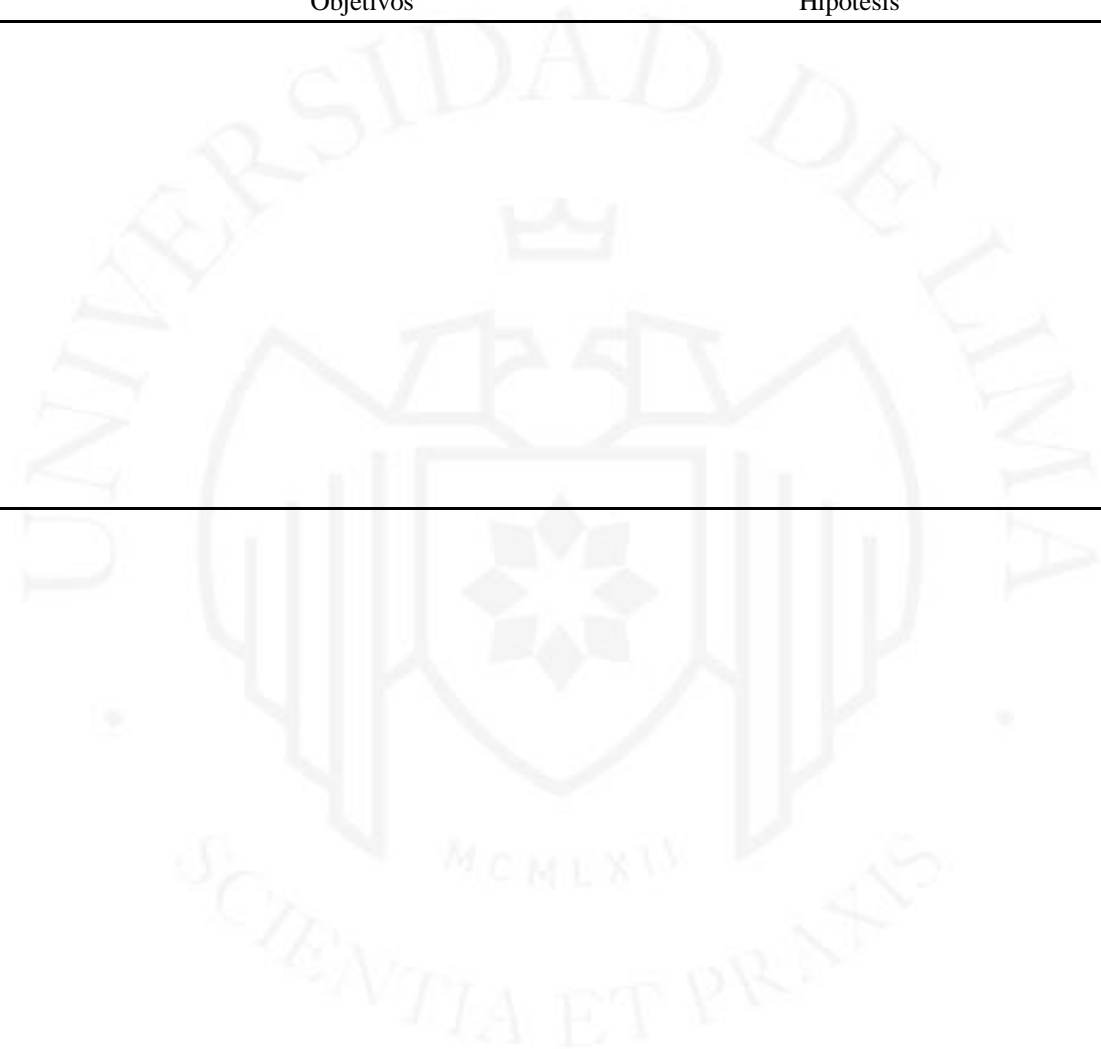 Objetivos Hipótesis
UNIVERSIDAD DE LIMA
MCMLXII
SCIENTIA ET PRAXIS